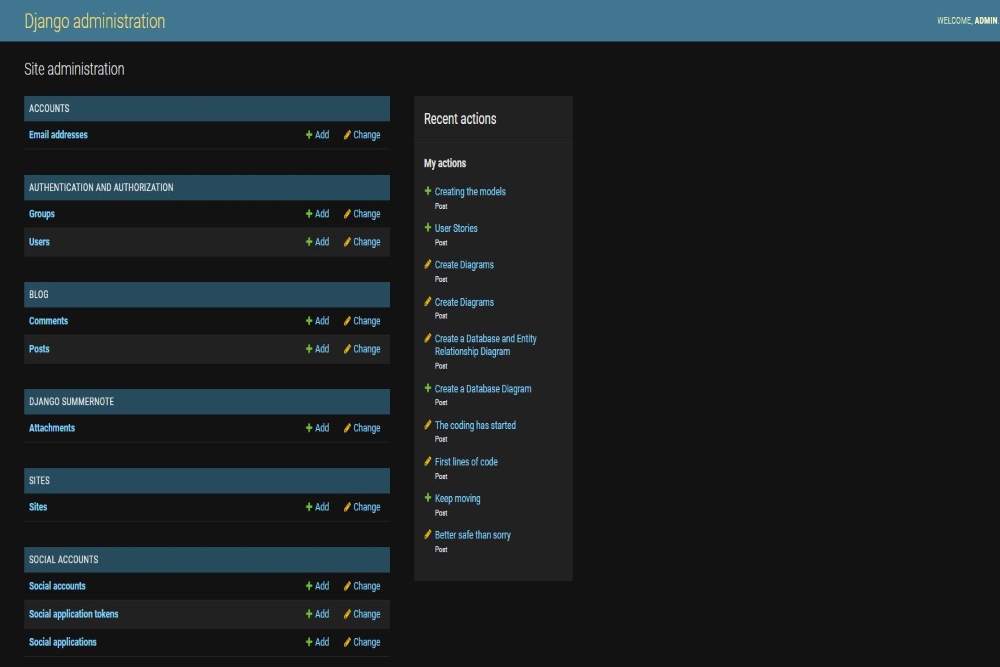 Django administration
WELCOME, ADMIN.
Site administration
ACCOUNTS
Email addresses + Add Change
AUTHENTICATION AND AUTHORIZATION
Groups + Add Change
Users + Add Change
BLOG
Comments + Add Change
Posts + Add Change
DJANGO SUMMERNOTE
Attachments + Add Change
SITES
Sites + Add Change
SOCIAL ACCOUNTS
Social accounts + Add Change
Social application tokens + Add Change
Social applications + Add Change
Recent actions
My actions
+ Creating the models
Post
+ User Stories
Post
Create Diagrams
Post
Create Diagrams
Post
Create a Database and Entity
Relationship Diagram
Post
+ Create a Database Diagram
Post
The coding has started
Post
First lines of code
Post
+ Keep moving
Post
Better safe than sorry
Post